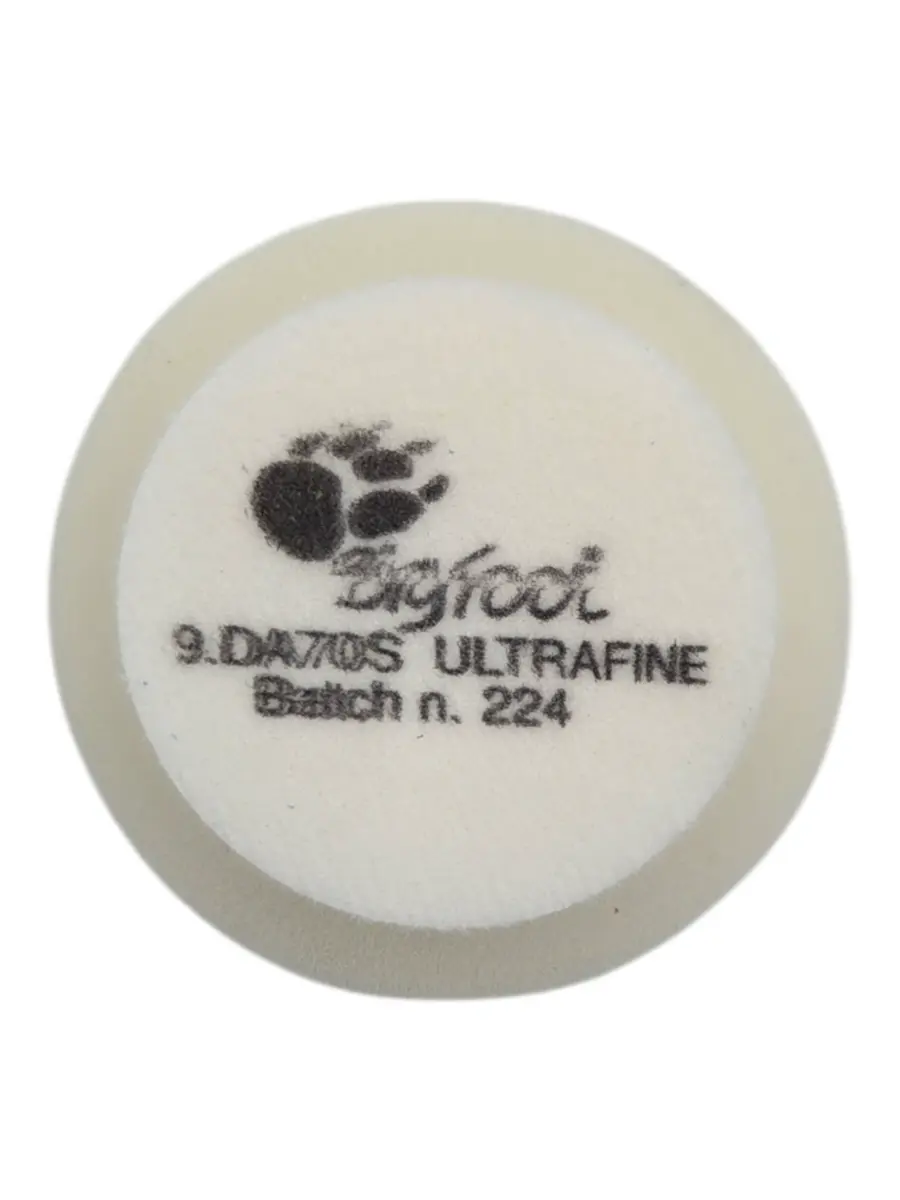 Bigfoot
9.DA70S ULTRAFINE
Batch n. 224